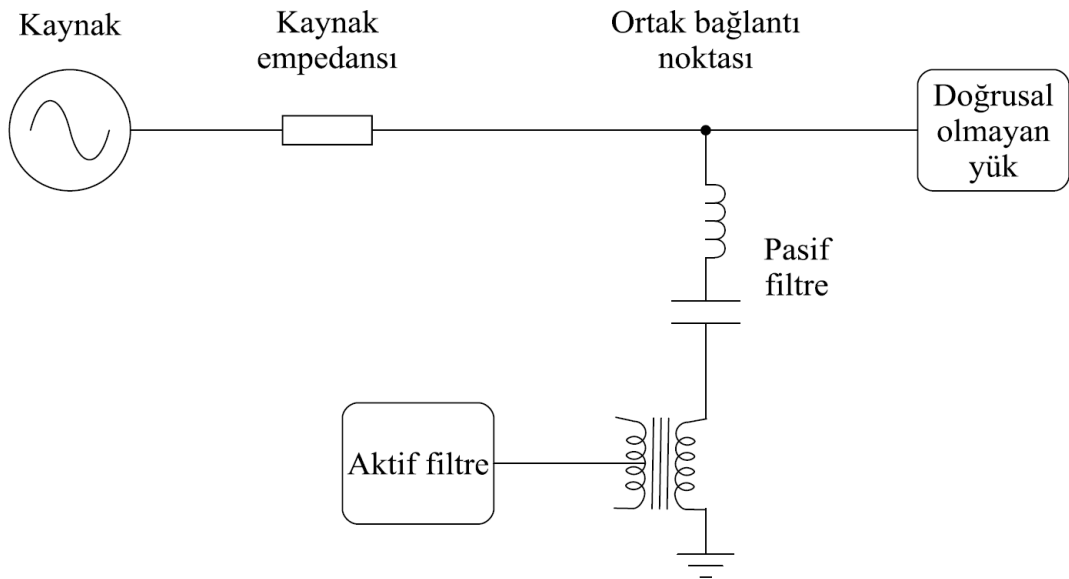 Kaynak
Kaynak
empedansı
Ortak bağlantı
noktası
Doğrusal
olmayan
yük
Pasif
filtre
Aktif filtre